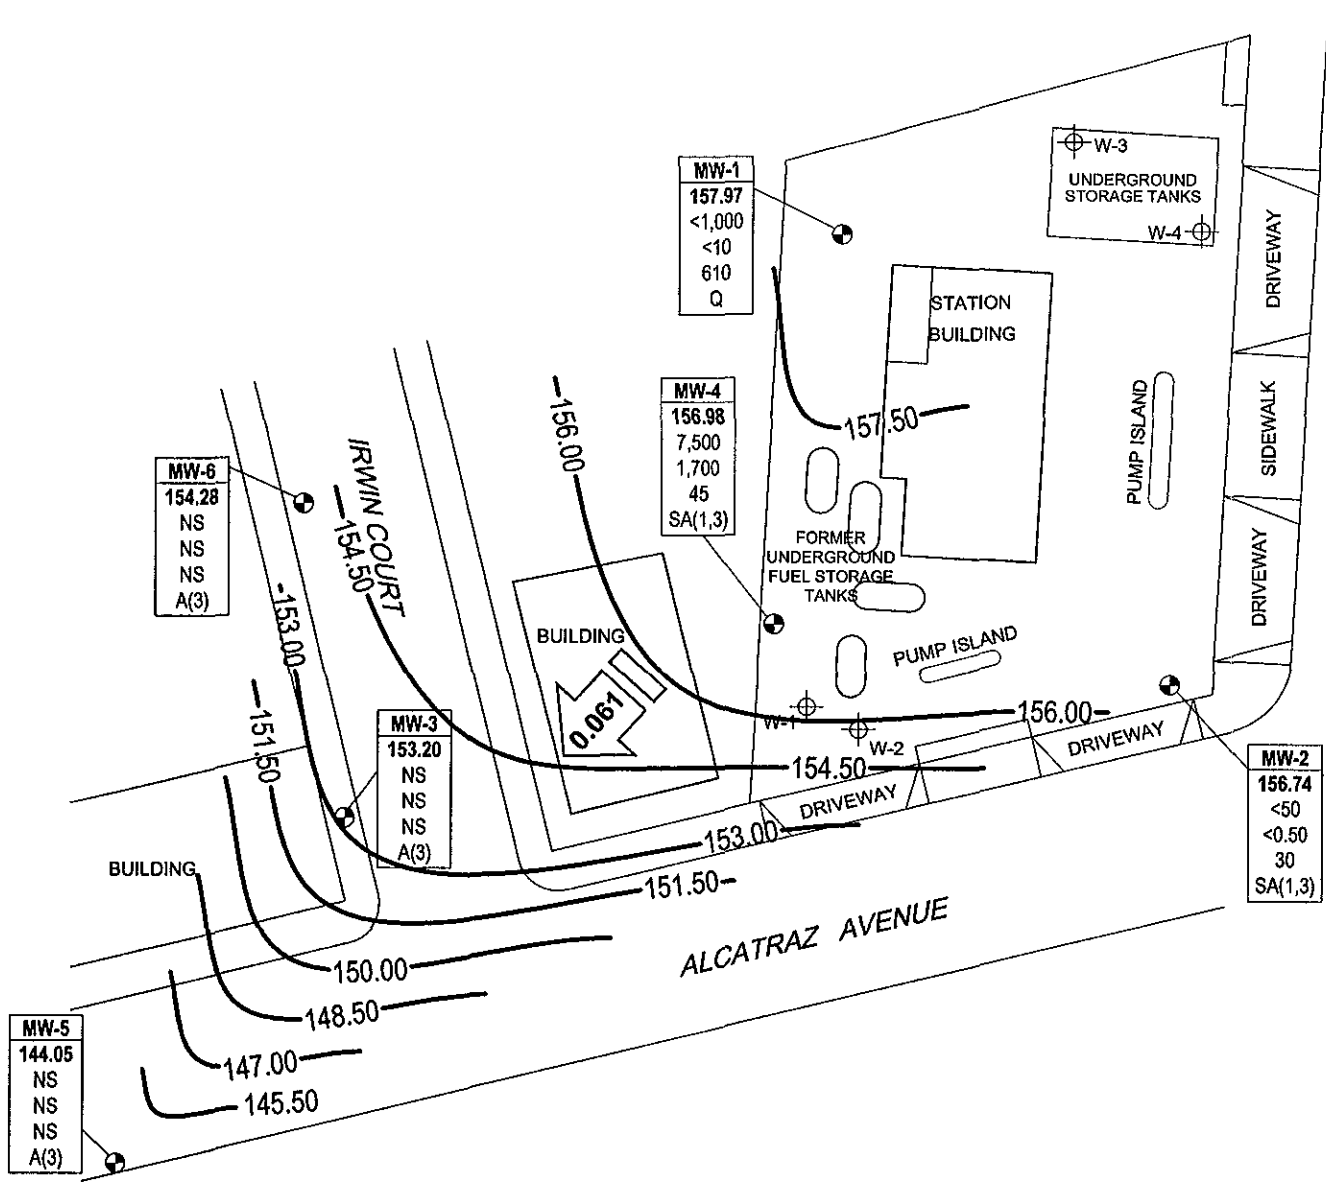 W-3
UNDERGROUND
STORAGE TANKS
W-4
DRIVEWAY
MW-1
157.97
<1,000
<10
610
Q
STATION
BUILDING
157.50
MW-4
156.98
7,500
1,700
45
SA(1,3)
156.00
PUMP ISLAND
SIDEWALK
DRIVEWAY
FORMER
UNDERGROUND
FUEL STORAGE
TANKS
PUMP ISLAND
MW-6
154.28
NS
NS
NS
A(3)
IRWIN COURT
154.50
153.00
151.50
BUILDING
0.061
W-1
W-2
156.00
DRIVEWAY
154.50
DRIVEWAY
MW-3
153.20
NS
NS
NS
A(3)
MW-2
156.74
<50
<0.50
30
SA(1,3)
153.00
151.50
BUILDING
ALCATRAZ AVENUE
150.00
148.50
147.00
145.50
MW-5
144.05
NS
NS
NS
A(3)